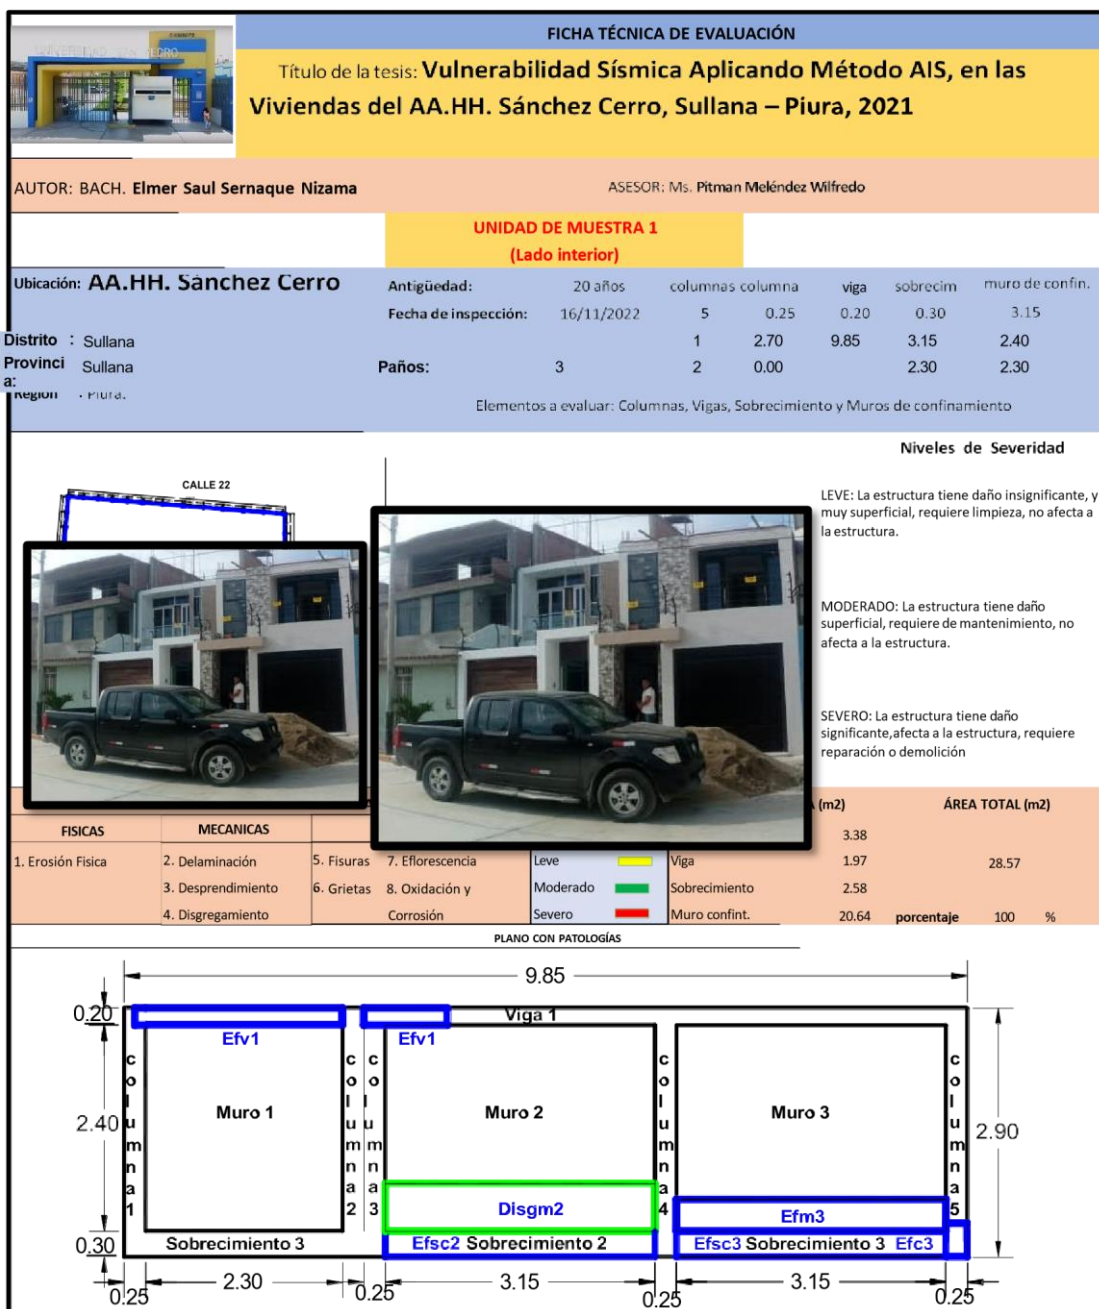 UNIVERSIDAD SAN PEDRO
FICHA TÉCNICA DE EVALUACIÓN
Título de la tesis: Vulnerabilidad Sísmica Aplicando Método AIS, en las
Viviendas del AA.HH. Sánchez Cerro, Sullana – Piura, 2021
AUTOR: BACH. Elmer Saul Sernaque Nizama
ASESOR: Ms. Pitman Meléndez Wilfredo
UNIDAD DE MUESTRA 1
(Lado interior)
Ubicación: AA.HH. Sánchez Cerro
Antigüedad: 20 años columnas columna viga sobrecim muro de confin.
Fecha de inspección: 16/11/2022 5 0.25 0.20 0.30 3.15
Distrito : Sullana
1 2.70 9.85 3.15 2.40
Provinci Sullana
a:
Paños: 3 2 0.00 2.30 2.30
Región : Piura.
Elementos a evaluar: Columnas, Vigas, Sobrecimiento y Muros de confinamiento
Niveles de Severidad
CALLE 22
LEVE: La estructura tiene daño insignificante, y
muy superficial, requiere limpieza, no afecta a
la estructura.
MODERADO: La estructura tiene daño
superficial, requiere de mantenimiento, no
afecta a la estructura.
SEVERO: La estructura tiene daño
significante,afecta a la estructura, requiere
reparación o demolición
(m2) ÁREA TOTAL (m2)
FISICAS MECANICAS 3.38
1. Erosión Fisica 2. Delaminación 5. Fisuras 7. Eflorescencia Leve Viga 1.97 28.57
3. Desprendimiento 6. Grietas 8. Oxidación y Moderado Sobrecimiento 2.58
4. Disgregamiento Corrosión Severo Muro confint. 20.64 porcentaje 100 %
PLANO CON PATOLOGÍAS
9.85
0.20 Viga 1
Efv1 Efv1
columna1 columna2 columna3 columna4 columna5
2.40 Muro 1 Muro 2 Muro 3 2.90
Disgm2 Efm3
0.30 Sobrecimiento 3 Efsc2 Sobrecimiento 2 Efsc3 Sobrecimiento 3 Efc3
0.25 2.30 0.25 3.15 0.25 3.15 0.25